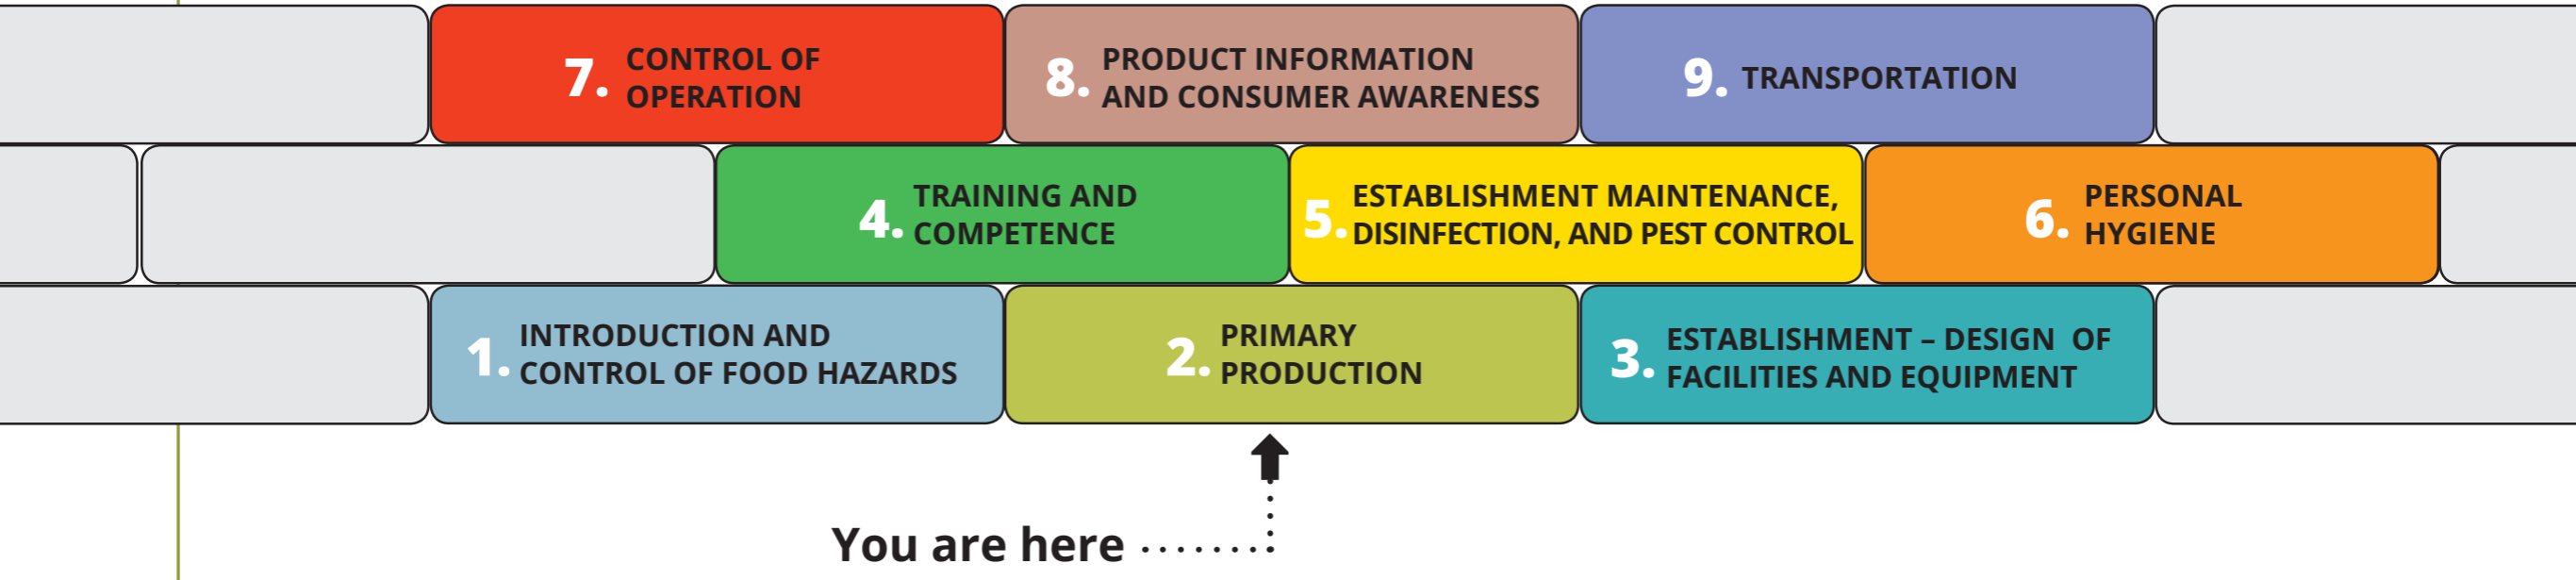 7. CONTROL OF
OPERATION
8. PRODUCT INFORMATION
AND CONSUMER AWARENESS
9. TRANSPORTATION
4. TRAINING AND
COMPETENCE
5. ESTABLISHMENT MAINTENANCE,
DISINFECTION, AND PEST CONTROL
6. PERSONAL
HYGIENE
1. INTRODUCTION AND
CONTROL OF FOOD HAZARDS
2. PRIMARY
PRODUCTION
3. ESTABLISHMENT – DESIGN OF
FACILITIES AND EQUIPMENT
You are here